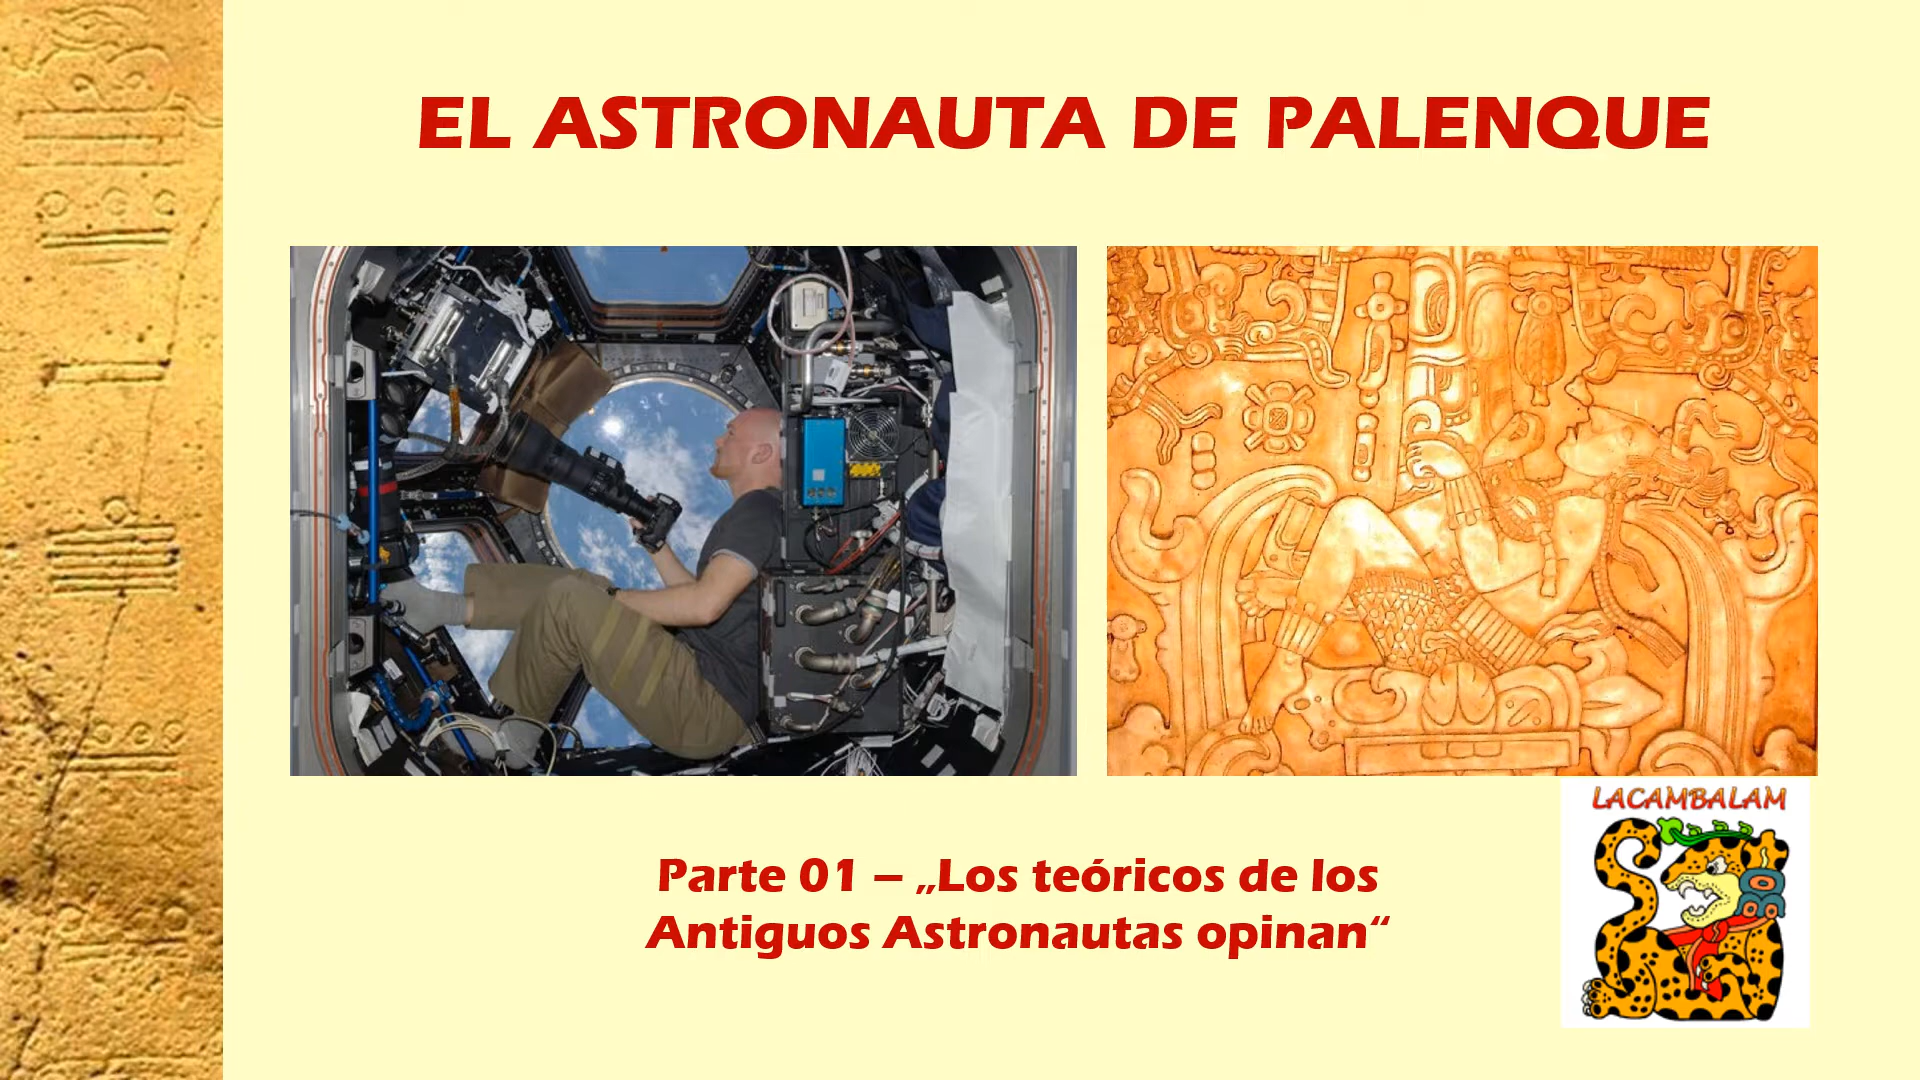 EL ASTRONAUTA DE PALENQUE
LACAMBALAM
Parte 01 – „Los teóricos de los
Antiguos Astronautas opinan“